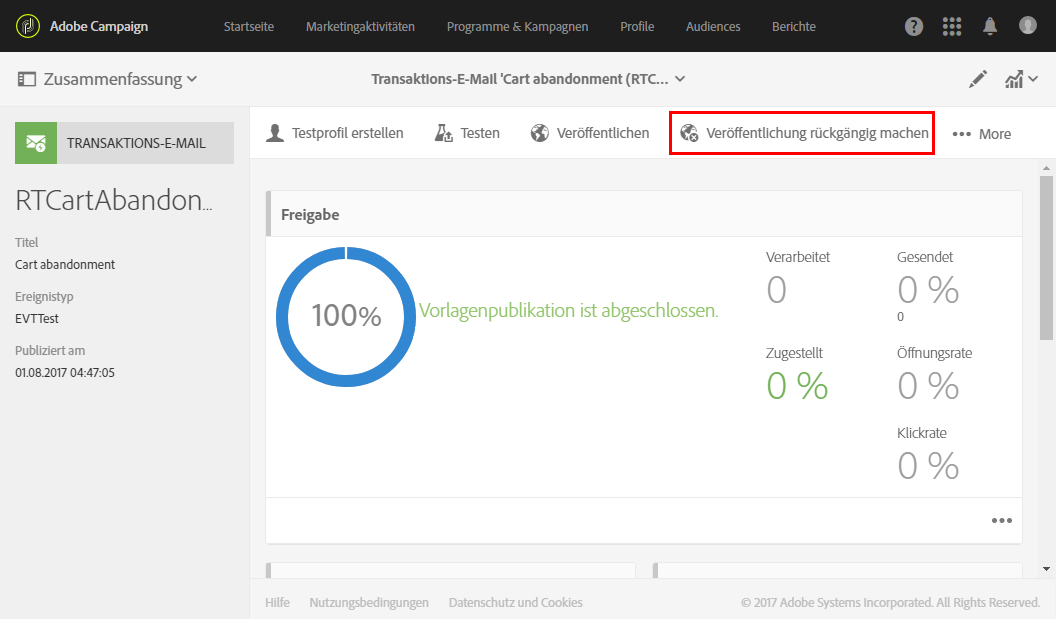 Adobe Campaign
Startseite
Marketingaktivitäten
Programme & Kampagnen
Profile
Audiences
Berichte
?
Zusammenfassung
Transaktions-E-Mail 'Cart abandonment (RTC...
TRANSAKTIONS-E-MAIL
RTCartAbandon...
Titel
Cart abandonment
Ereignistyp
EVTTest
Publiziert am
01.08.2017 04:47:05
Testprofil erstellen
Testen
Veröffentlichen
Veröffentlichung rückgängig machen
More
Freigabe
100%
Vorlagenpublikation ist abgeschlossen.
Verarbeitet
0
Gesendet
0 %
0
Zugestellt
0 %
Öffnungsrate
0 %
Klickrate
0 %
Hilfe
Nutzungsbedingungen
Datenschutz und Cookies
© 2017 Adobe Systems Incorporated. All Rights Reserved.